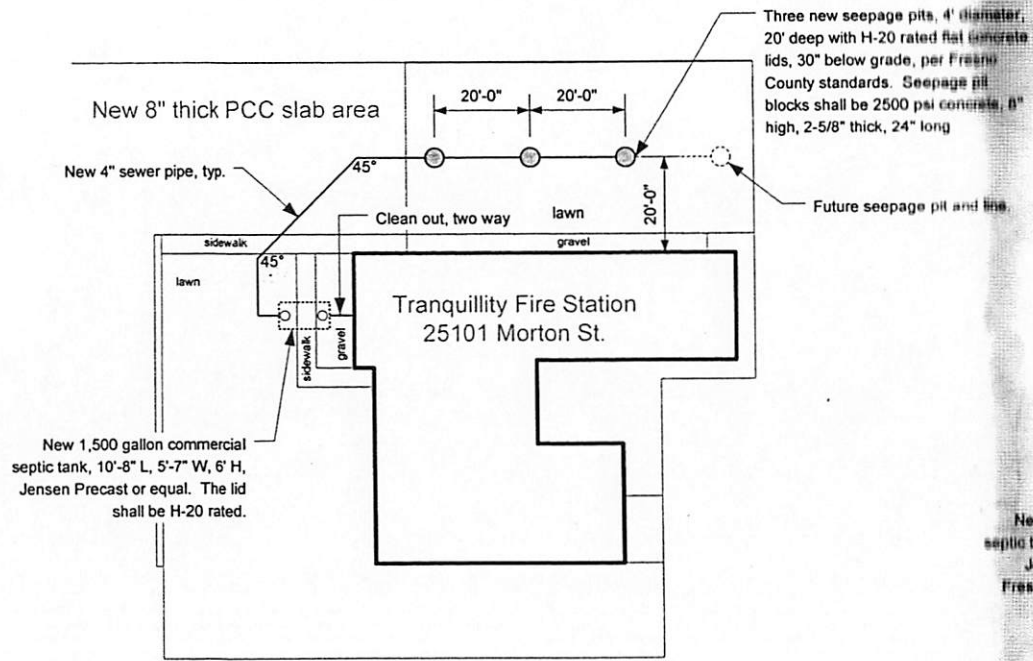 Three new seepage pits, 4' diameter,
20' deep with H-20 rated flat concrete
lids, 30" below grade, per Fresno
County standards. Seepage pit
blocks shall be 2500 psi concrete, 8"
high, 2-5/8" thick, 24" long
20'-0" 20'-0"
New 8" thick PCC slab area
New 4" sewer pipe, typ.
45°
Clean out, two way
lawn
20'-0"
Future seepage pit and line.
sidewalk
gravel
45°
lawn
Tranquillity Fire Station
25101 Morton St.
sidewalk
gravel
New 1,500 gallon commercial
septic tank, 10'-8" L, 5'-7" W, 6' H,
Jensen Precast or equal. The lid
shall be H-20 rated.
Ne
septic t
J
Fres